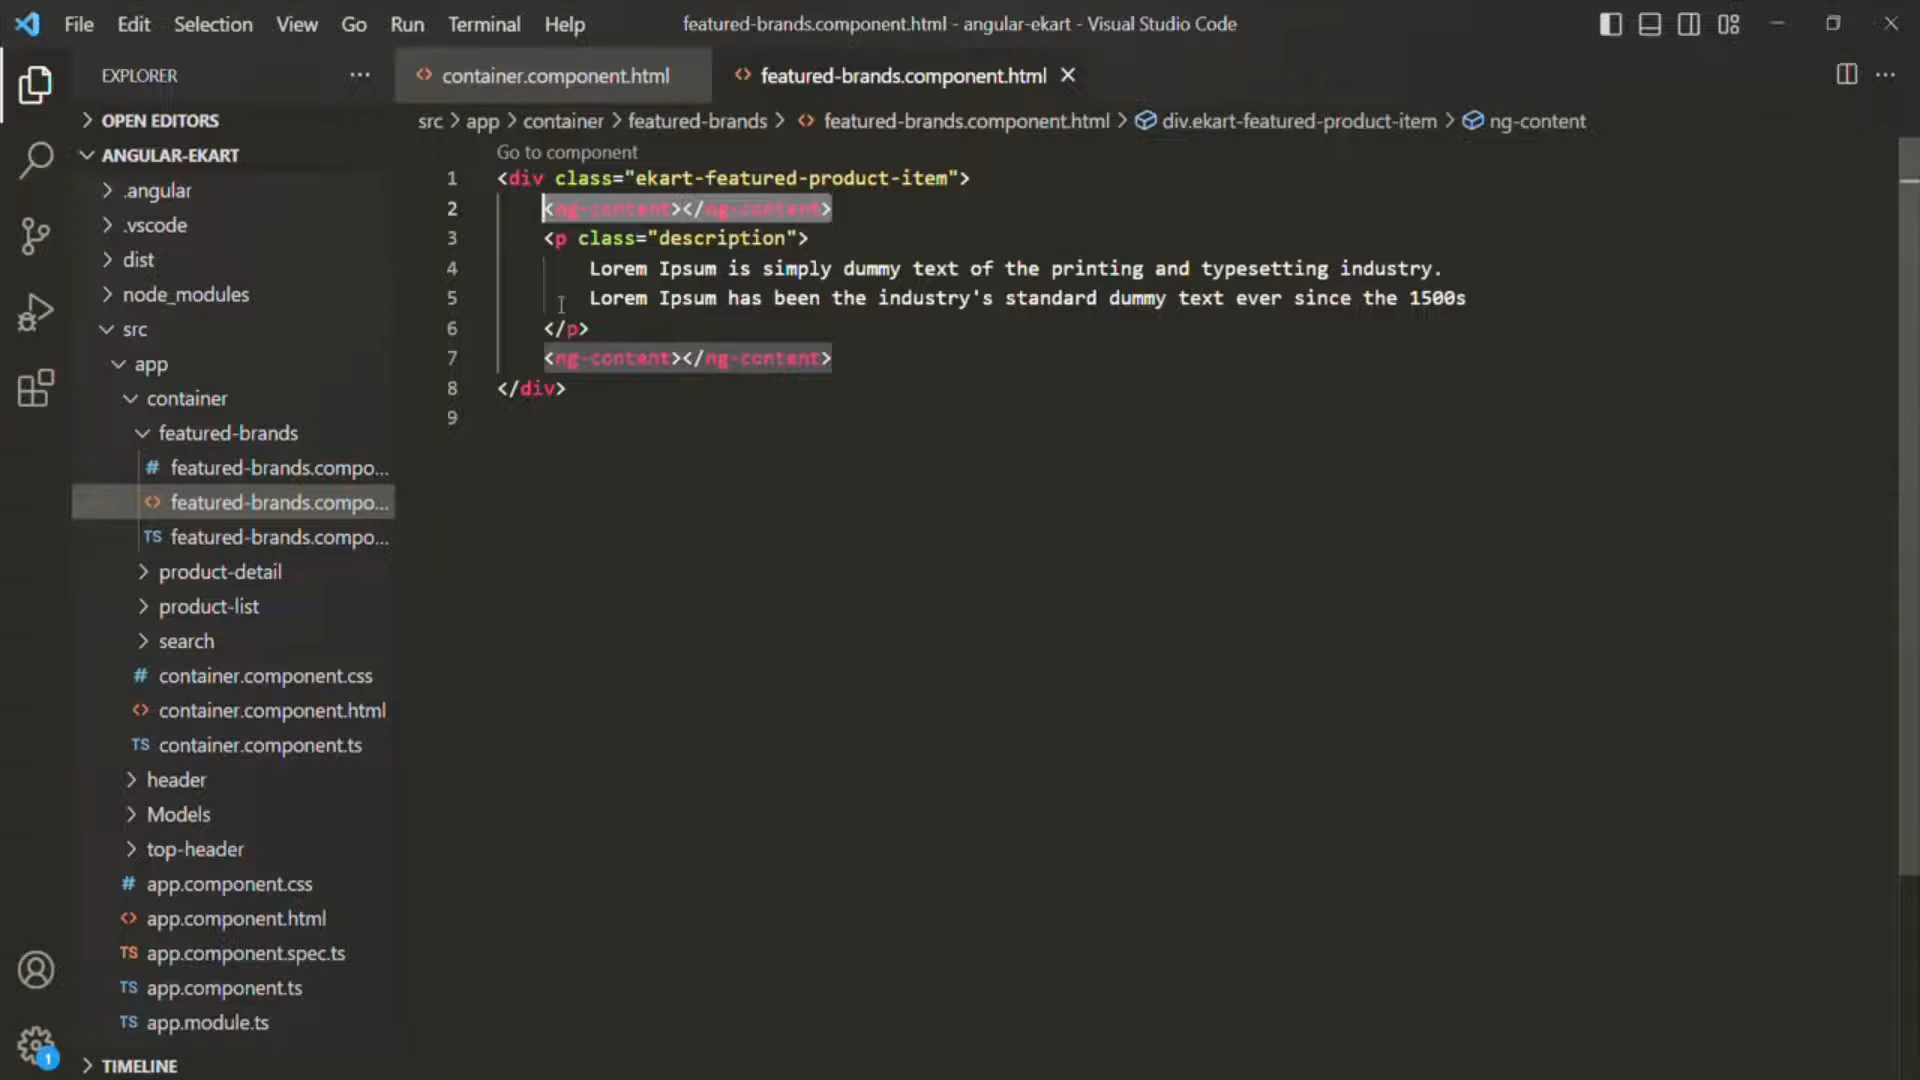 File Edit Selection View Go Run Terminal Help featured-brands.component.html - angular-ekart - Visual Studio Code
EXPLORER
container.component.html
featured-brands.component.html
OPEN EDITORS
src > app > container > featured-brands > featured-brands.component.html > div.ekart-featured-product-item > ng-content
ANGULAR-EKART
.angular
.vscode
dist
node_modules
src
app
container
featured-brands
# featured-brands.compo...
<> featured-brands.compo...
TS featured-brands.compo...
product-detail
product-list
search
# container.component.css
<> container.component.html
TS container.component.ts
header
Models
top-header
# app.component.css
<> app.component.html
TS app.component.spec.ts
TS app.component.ts
TS app.module.ts
TIMELINE
1
Go to component
1 <div class="ekart-featured-product-item">
2 <ng-content></ng-content>
3 <p class="description">
4 Lorem Ipsum is simply dummy text of the printing and typesetting industry.
5 Lorem Ipsum has been the industry's standard dummy text ever since the 1500s
6 </p>
7 <ng-content></ng-content>
8 </div>
9